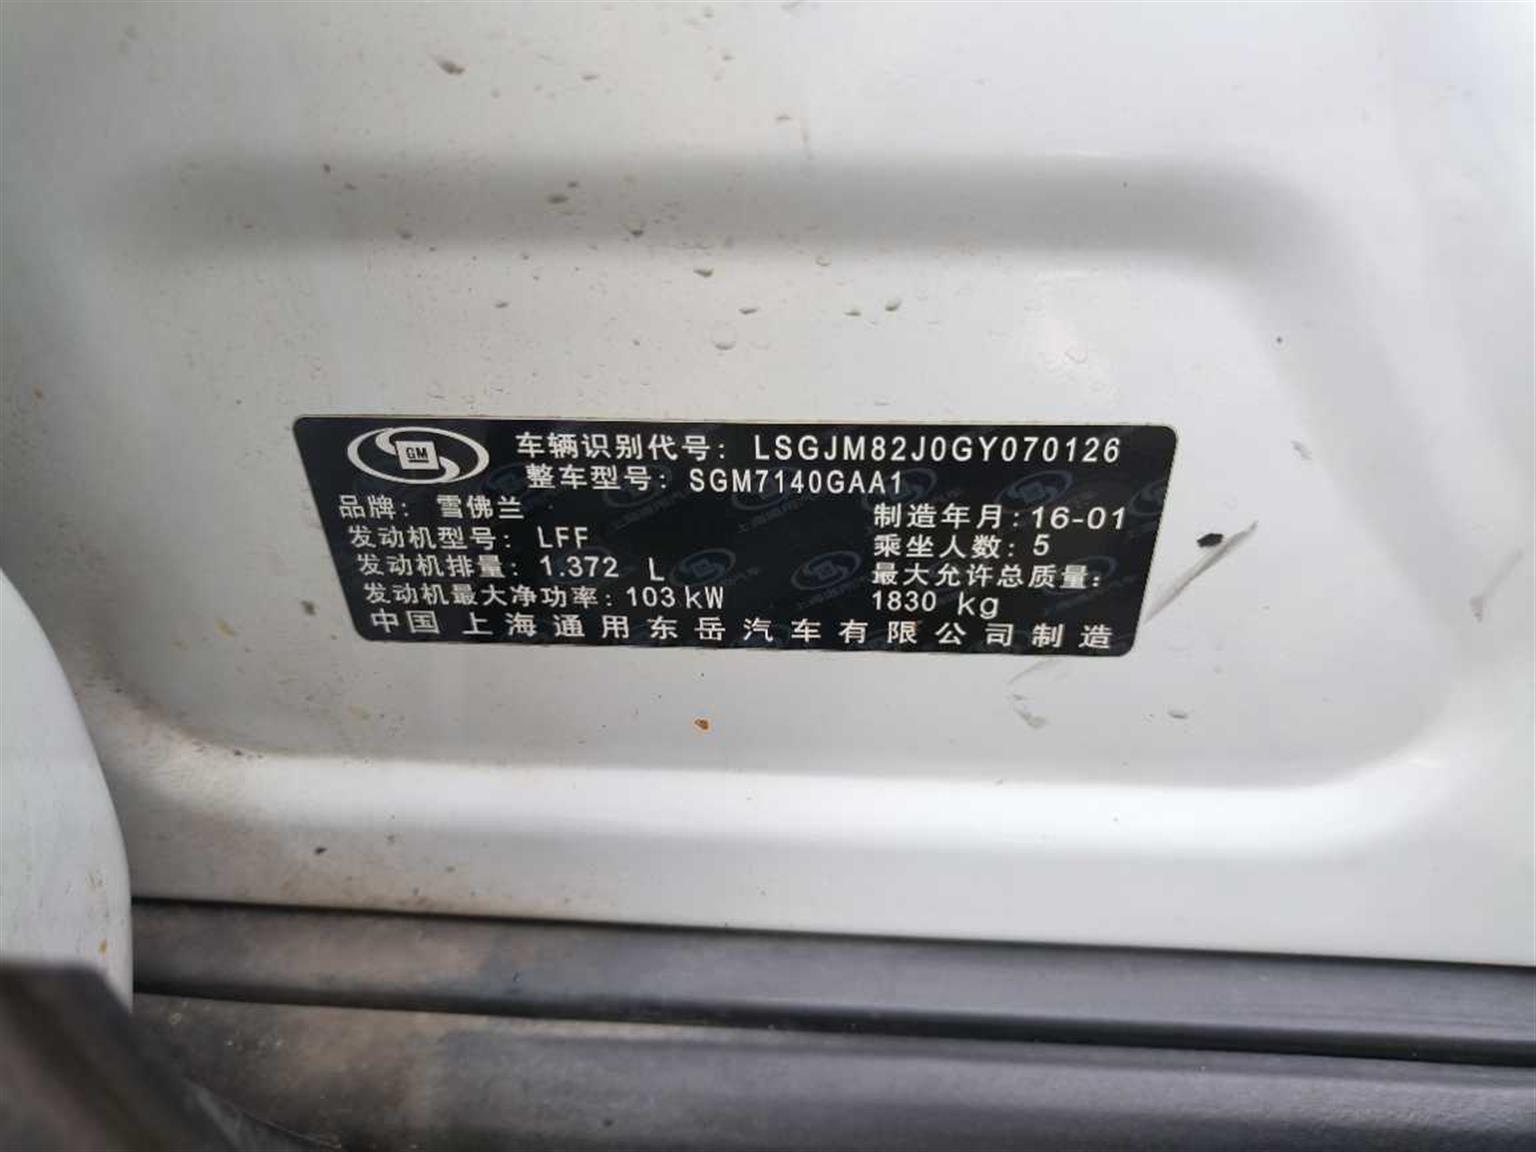 GM
车辆识别代号: LSGJM82J0GY070126
整车型号: SGM7140GAA1
品牌: 雪佛兰
制造年月: 16-01
发动机型号: LFF
乘坐人数: 5
发动机排量: 1.372 L
最大允许总质量:
1830 kg
发动机最大净功率: 103 kW
中国上海通用东岳汽车有限公司制造